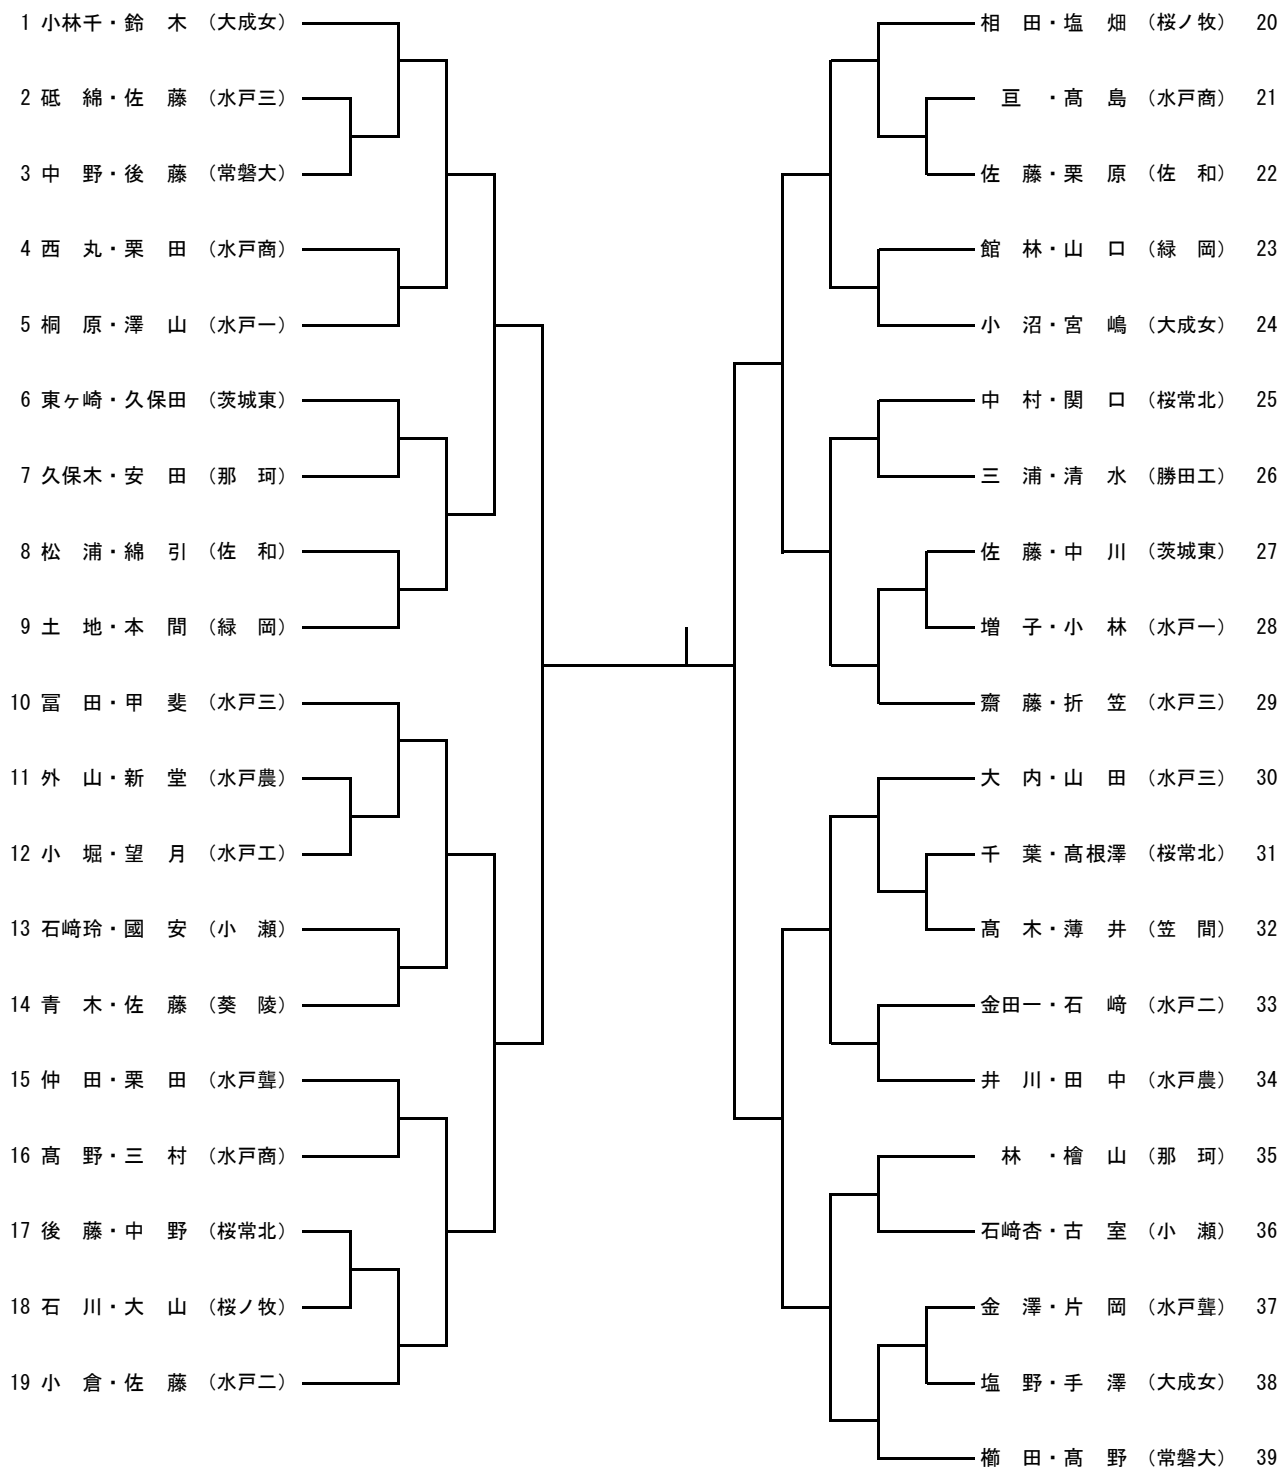 1 小林千・鈴　木 （大成女）
2 砥　綿・佐　藤 （水戸三）
3 中　野・後　藤 （常磐大）
4 西　丸・栗　田 （水戸商）
5 桐　原・澤　山 （水戸一）
6 東ヶ崎・久保田 （茨城東）
7 久保木・安　田 （那　珂）
8 松　浦・綿　引 （佐　和）
9 土　地・本　間 （緑　岡）
10 冨　田・甲　斐 （水戸三）
11 外　山・新　堂 （水戸農）
12 小　堀・望　月 （水戸工）
13 石﨑玲・國　安 （小　瀬）
14 青　木・佐　藤 （葵　陵）
15 仲　田・栗　田 （水戸聾）
16 髙　野・三　村 （水戸商）
17 後　藤・中　野 （桜常北）
18 石　川・大　山 （桜ノ牧）
19 小　倉・佐　藤 （水戸二）
相　田・塩　畑 （桜ノ牧） 20
亘　・髙　島 （水戸商） 21
佐　藤・栗　原 （佐　和） 22
館　林・山　口 （緑　岡） 23
小　沼・宮　嶋 （大成女） 24
中　村・関　口 （桜常北） 25
三　浦・清　水 （勝田工） 26
佐　藤・中　川 （茨城東） 27
増　子・小　林 （水戸一） 28
齋　藤・折　笠 （水戸三） 29
大　内・山　田 （水戸三） 30
千　葉・髙根澤 （桜常北） 31
髙　木・薄　井 （笠　間） 32
金田一・石　﨑 （水戸二） 33
井　川・田　中 （水戸農） 34
林　・檜　山 （那　珂） 35
石﨑杏・古　室 （小　瀬） 36
金　澤・片　岡 （水戸聾） 37
塩　野・手　澤 （大成女） 38
櫛　田・髙　野 （常磐大） 39